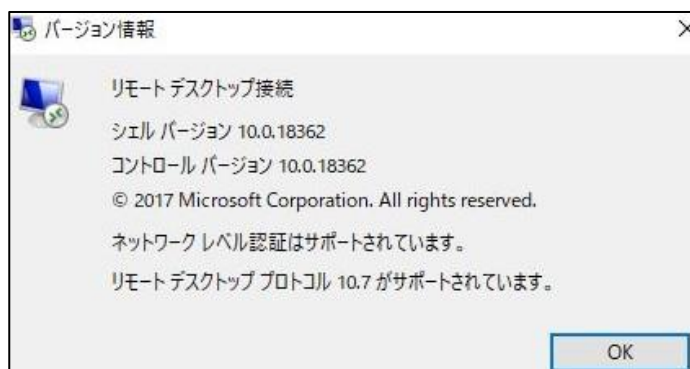 バージョン情報
リモート デスクトップ接続
シェル バージョン 10.0.18362
コントロール バージョン 10.0.18362
© 2017 Microsoft Corporation. All rights reserved.
ネットワーク レベル認証はサポートされています。
リモート デスクトップ プロトコル 10.7 がサポートされています。
OK